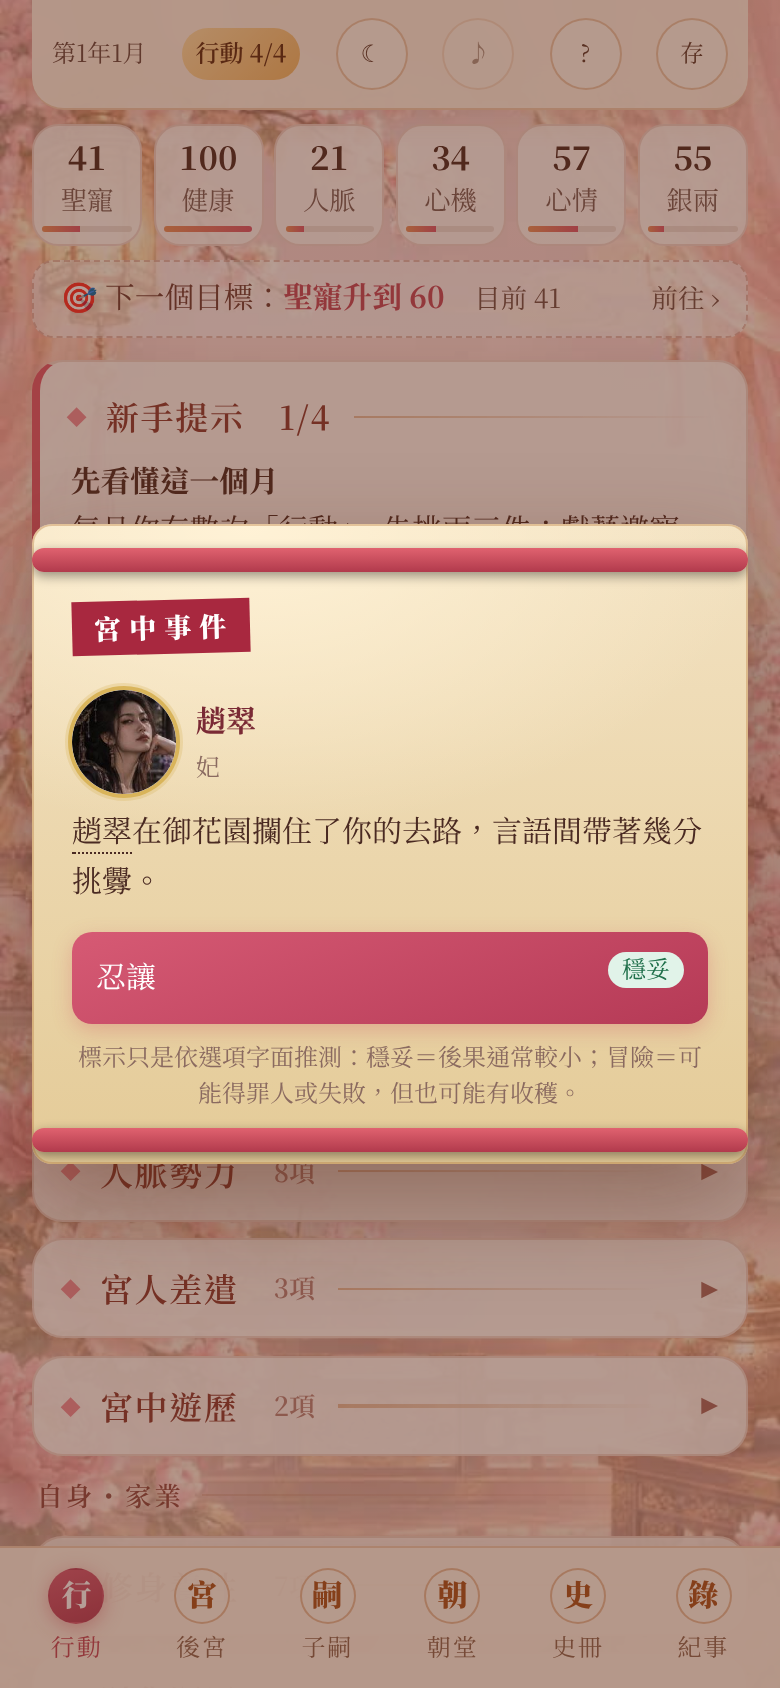 第1年1月 行動 4/4 ☾ ♪ ? 存
41 100 21 34 57 55
聖寵 健康 人脈 心機 心情 銀兩
🎯 下一個目標：聖寵升到 60 目前 41 前往 ›
◆ 新手提示 1/4
先看懂這一個月
宮中事件
趙翠
妃
趙翠在御花園攔住了你的去路，言語間帶著幾分
挑釁。
忍讓 穩妥
標示只是依選項字面推測：穩妥＝後果通常較小；冒險＝可
能得罪人或失敗，但也可能有收穫。
◆ 人脈勢力 8項 ▶
◆ 宮人差遣 3項 ▶
◆ 宮中遊歷 2項 ▶
自身・家業
行 宮 嗣 朝 史 錄
行動 後宮 子嗣 朝堂 史冊 紀事